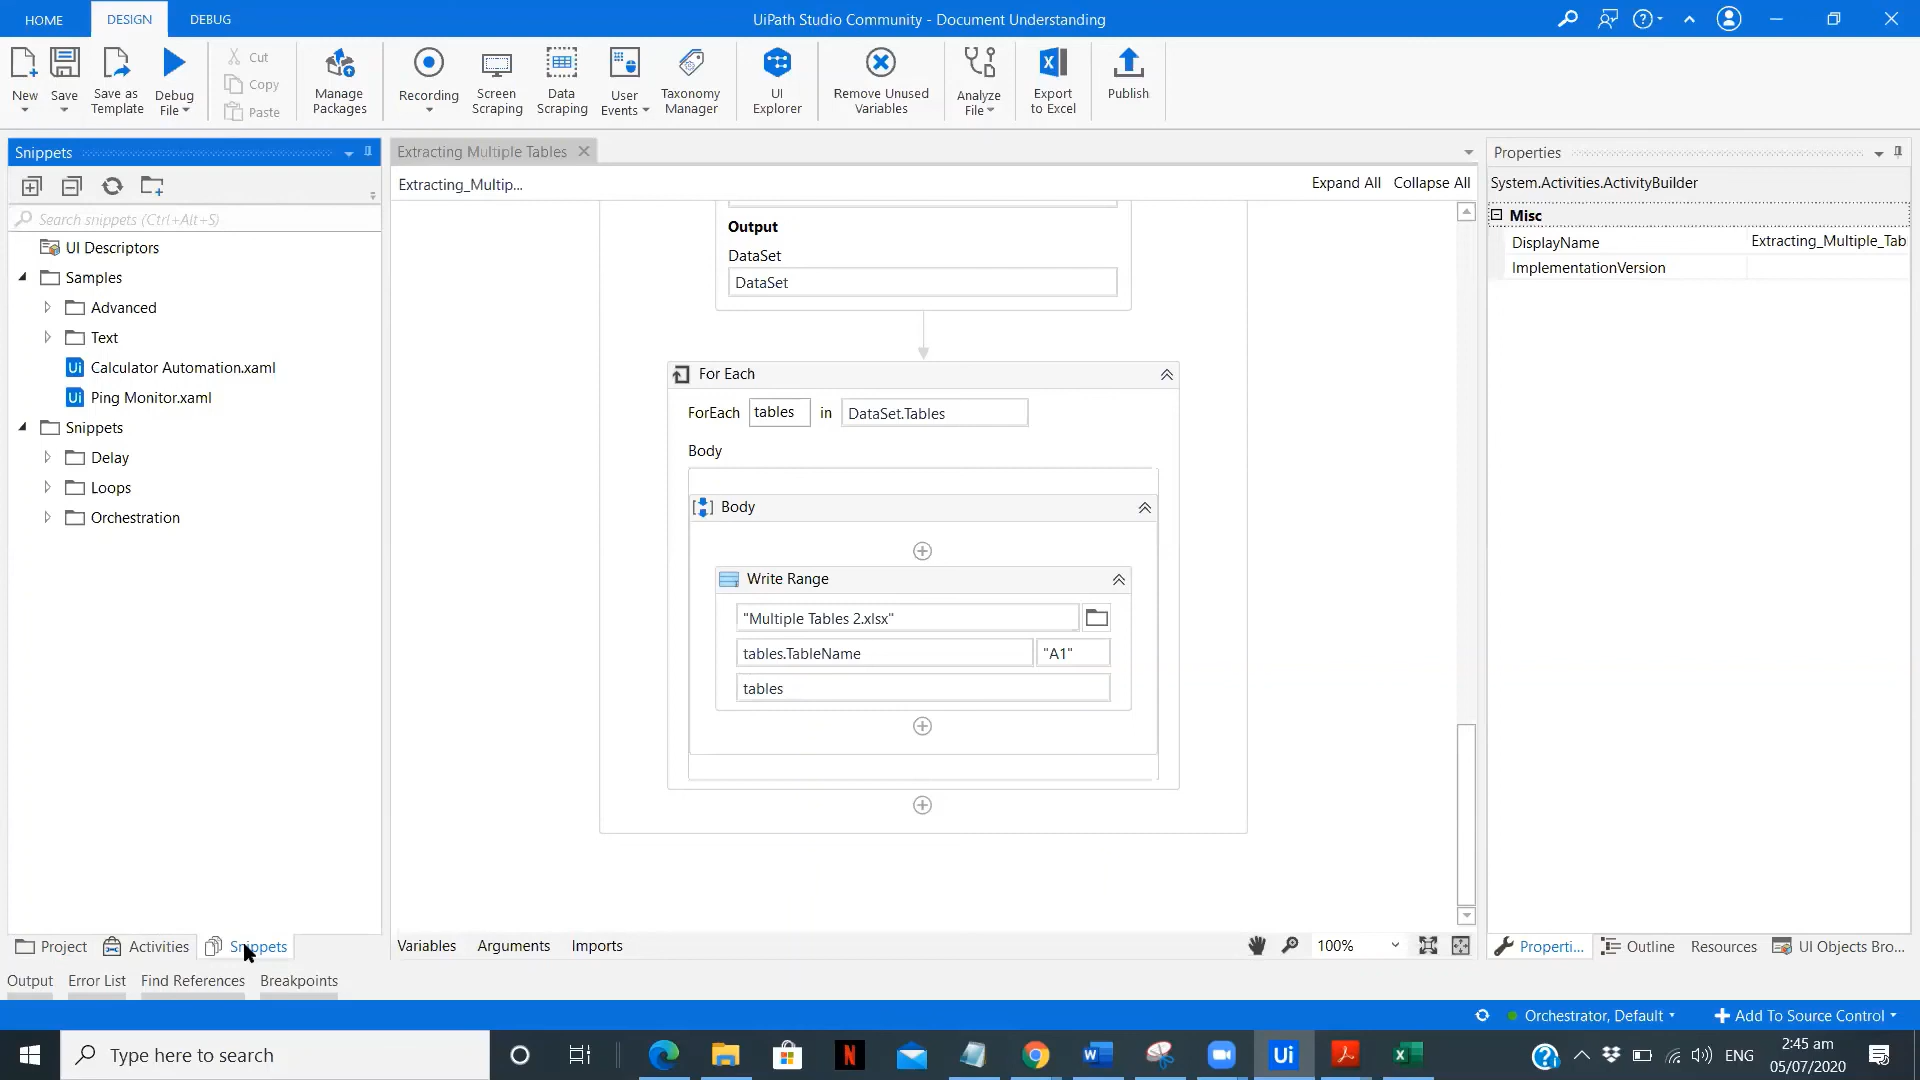 HOME DESIGN DEBUG UiPath Studio Community - Document Understanding
New Save Save as Template Debug File Cut Copy Paste Manage Packages Recording Screen Scraping Data Scraping User Events Taxonomy Manager UI Explorer Remove Unused Variables Analyze File Export to Excel Publish
Snippets
Search snippets (Ctrl+Alt+S)
UI Descriptors
Samples
Advanced
Text
Calculator Automation.xaml
Ping Monitor.xaml
Snippets
Delay
Loops
Orchestration
Project Activities Snippets
Extracting Multiple Tables
Extracting_Multip... Expand All Collapse All
Output
DataSet
DataSet
For Each
ForEach tables in DataSet.Tables
Body
Body
Write Range
"Multiple Tables 2.xlsx"
tables.TableName "A1"
tables
Variables Arguments Imports 100%
Properties
System.Activities.ActivityBuilder
Misc
DisplayName Extracting_Multiple_Tab
ImplementationVersion
Properti... Outline Resources UI Objects Bro...
Output Error List Find References Breakpoints
Orchestrator, Default Add To Source Control
Type here to search
ENG
2:45 am
05/07/2020